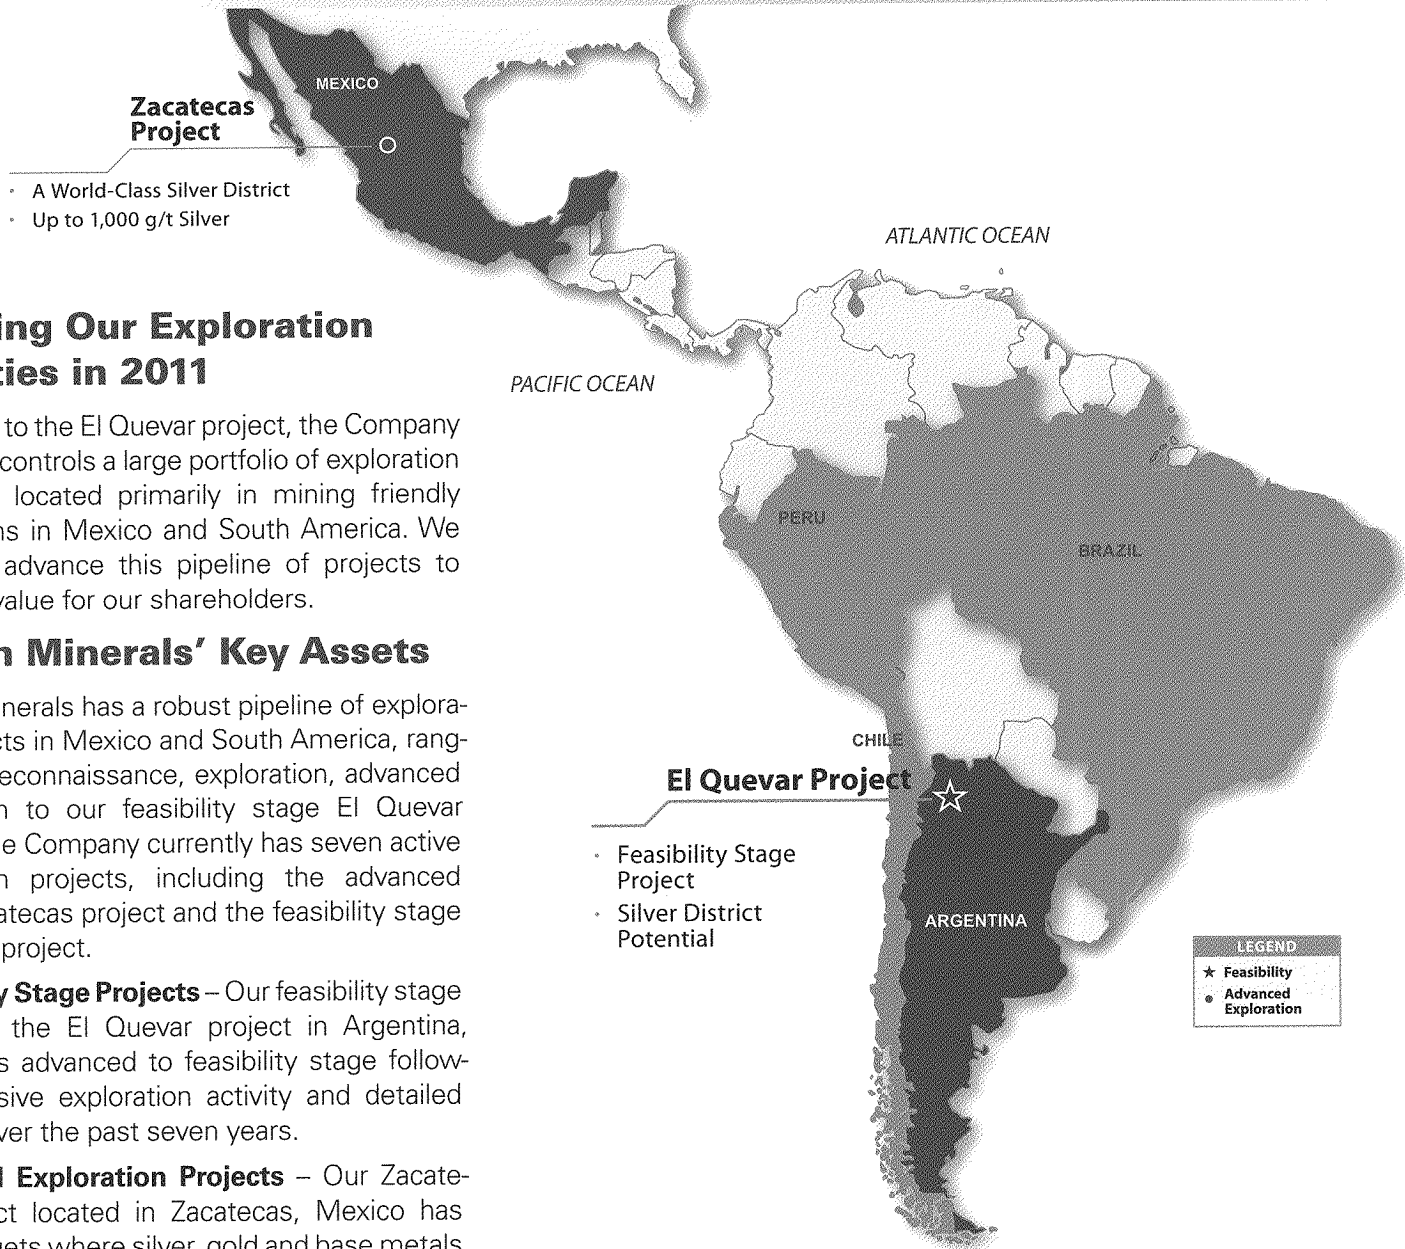 MEXICO
Zacatecas
Project
A World-Class Silver District
Up to 1,000 g/t Silver
ATLANTIC OCEAN
PACIFIC OCEAN
ing Our Exploration
ties in 2011
to the El Quevar project, the Company
controls a large portfolio of exploration
located primarily in mining friendly
ns in Mexico and South America. We
advance this pipeline of projects to
value for our shareholders.
n Minerals' Key Assets
nerals has a robust pipeline of explora-
cts in Mexico and South America, rang-
econnaissance, exploration, advanced
n to our feasibility stage El Quevar
e Company currently has seven active
n projects, including the advanced
atecas project and the feasibility stage
project.
y Stage Projects – Our feasibility stage
the El Quevar project in Argentina,
s advanced to feasibility stage follow-
sive exploration activity and detailed
ver the past seven years.
l Exploration Projects – Our Zacate-
ct located in Zacatecas, Mexico has
gets where silver, gold and base metals
PERU
BRAZIL
CHILE
El Quevar Project
Feasibility Stage
Project
Silver District
Potential
ARGENTINA
LEGEND
Feasibility
Advanced
Exploration